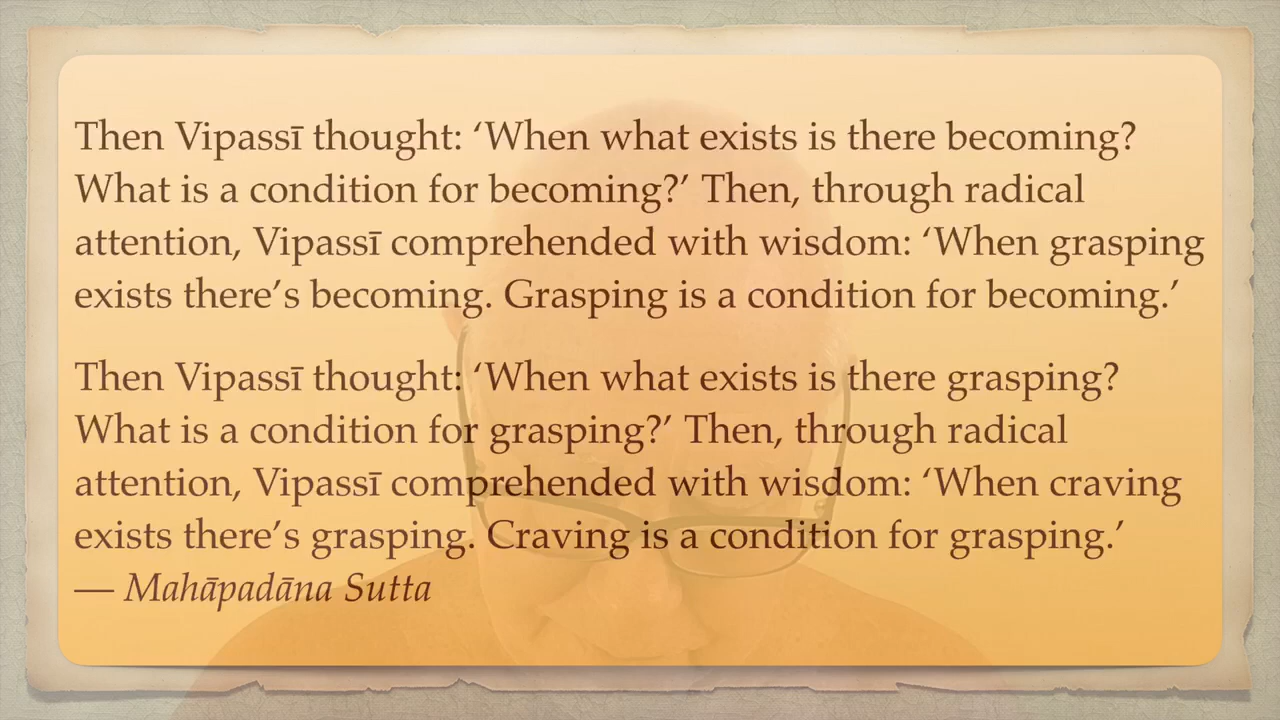 Then Vipassī thought: ‘When what exists is there becoming?
What is a condition for becoming?’ Then, through radical
attention, Vipassī comprehended with wisdom: ‘When grasping
exists there’s becoming. Grasping is a condition for becoming.’
Then Vipassī thought: ‘When what exists is there grasping?
What is a condition for grasping?’ Then, through radical
attention, Vipassī comprehended with wisdom: ‘When craving
exists there’s grasping. Craving is a condition for grasping.’
— Mahāpadāna Sutta